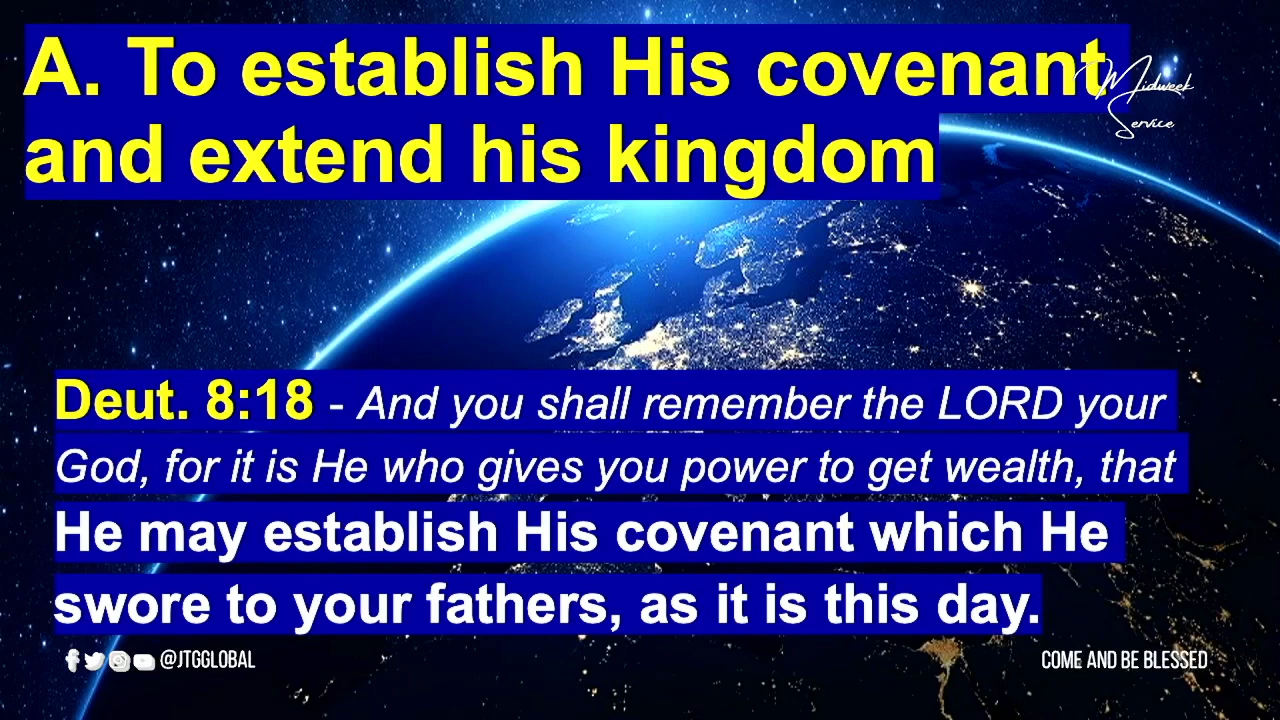 A. To establish His covenant
and extend his kingdom
Midweek
Service
Deut. 8:18 - And you shall remember the LORD your
God, for it is He who gives you power to get wealth, that
He may establish His covenant which He
swore to your fathers, as it is this day.
@JTGGLOBAL
COME AND BE BLESSED